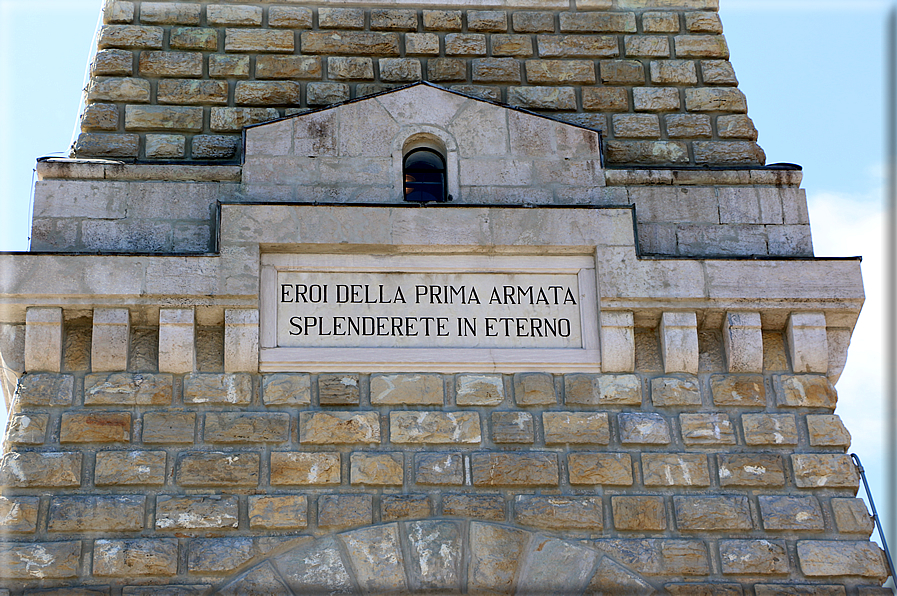 EROI DELLA PRIMA ARMATA
SPLENDERETE IN ETERNO